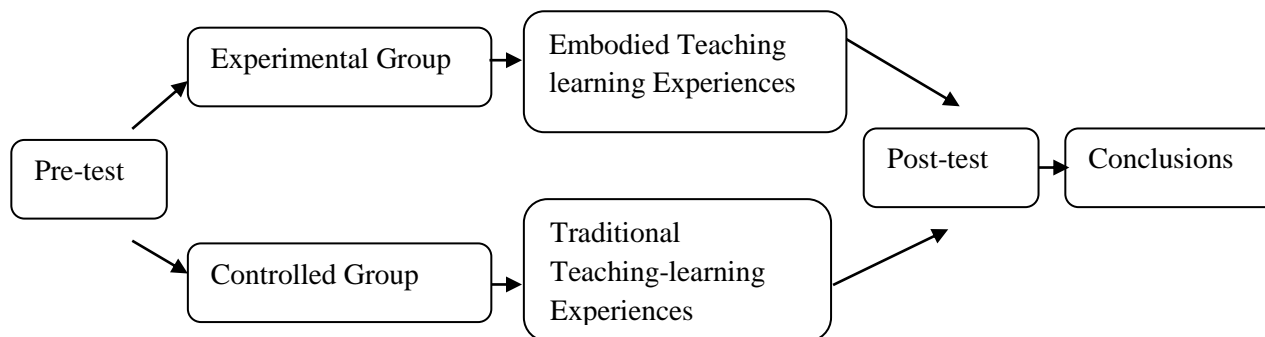 Pre-test
Experimental Group
Embodied Teaching
learning Experiences
Controlled Group
Traditional
Teaching-learning
Experiences
Post-test
Conclusions